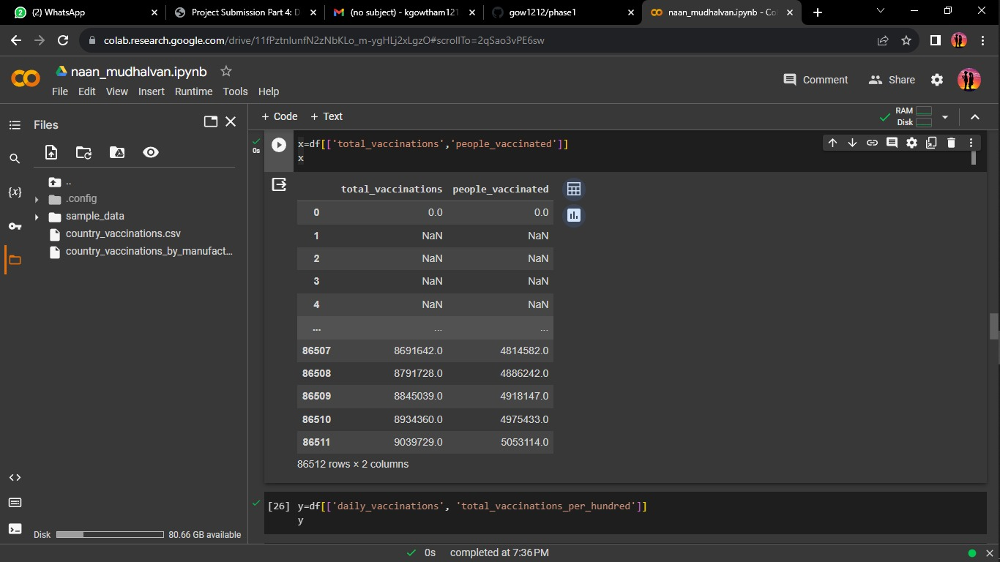 (2) WhatsApp
Project Submission Part 4: D
(no subject) - kgowtham121
gow1212/phase1
naan_mudhalvan.ipynb - Co
colab.research.google.com/drive/11fPztnlunfN2zNbKLo_m-ygHLj2xLgzO#scrollTo=2qSao3vPE6sw
naan_mudhalvan.ipynb
File Edit View Insert Runtime Tools Help
Comment
Share
Files
+ Code + Text
RAM
Disk
{x}
..
.config
sample_data
country_vaccinations.csv
country_vaccinations_by_manufact...
Disk 80.66 GB available
0s
x=df[['total_vaccinations','people_vaccinated']]
x
total_vaccinations people_vaccinated
0 0.0 0.0
1 NaN NaN
2 NaN NaN
3 NaN NaN
4 NaN NaN
... ... ...
86507 8691642.0 4814582.0
86508 8791728.0 4886242.0
86509 8845039.0 4918147.0
86510 8934360.0 4975433.0
86511 9039729.0 5053114.0
86512 rows × 2 columns
[26] y=df[['daily_vaccinations', 'total_vaccinations_per_hundred']]
y
0s completed at 7:36 PM